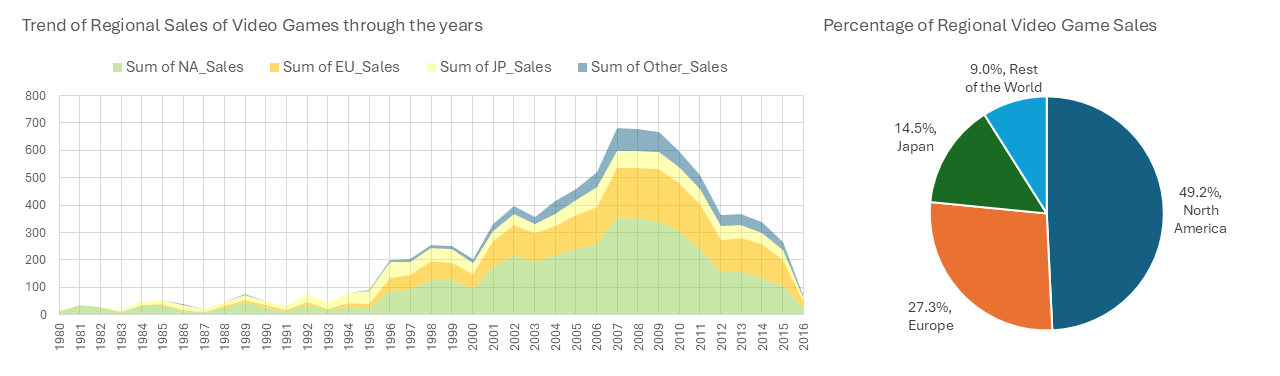 Trend of Regional Sales of Video Games through the years
Sum of NA_Sales Sum of EU_Sales Sum of JP_Sales Sum of Other_Sales
800
700
600
500
400
300
200
100
0
1980 1981 1982 1983 1984 1985 1986 1987 1988 1989 1990 1991 1992 1993 1994 1995 1996 1997 1998 1999 2000 2001 2002 2003 2004 2005 2006 2007 2008 2009 2010 2011 2012 2013 2014 2015 2016
Percentage of Regional Video Game Sales
9.0%, Rest
of the World
14.5%,
Japan
49.2%,
North
America
27.3%,
Europe